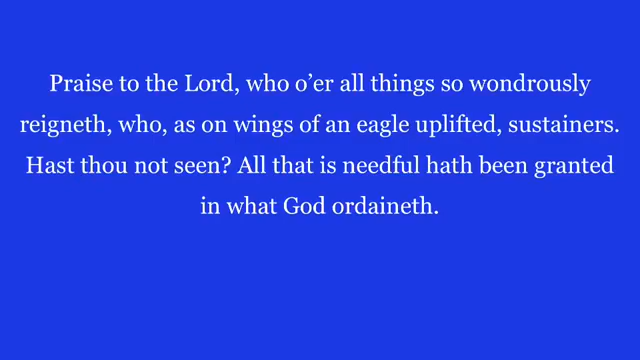 Praise to the Lord, who o’er all things so wondrously
reigneth, who, as on wings of an eagle uplifted, sustainers.
Hast thou not seen? All that is needful hath been granted
in what God ordaineth.